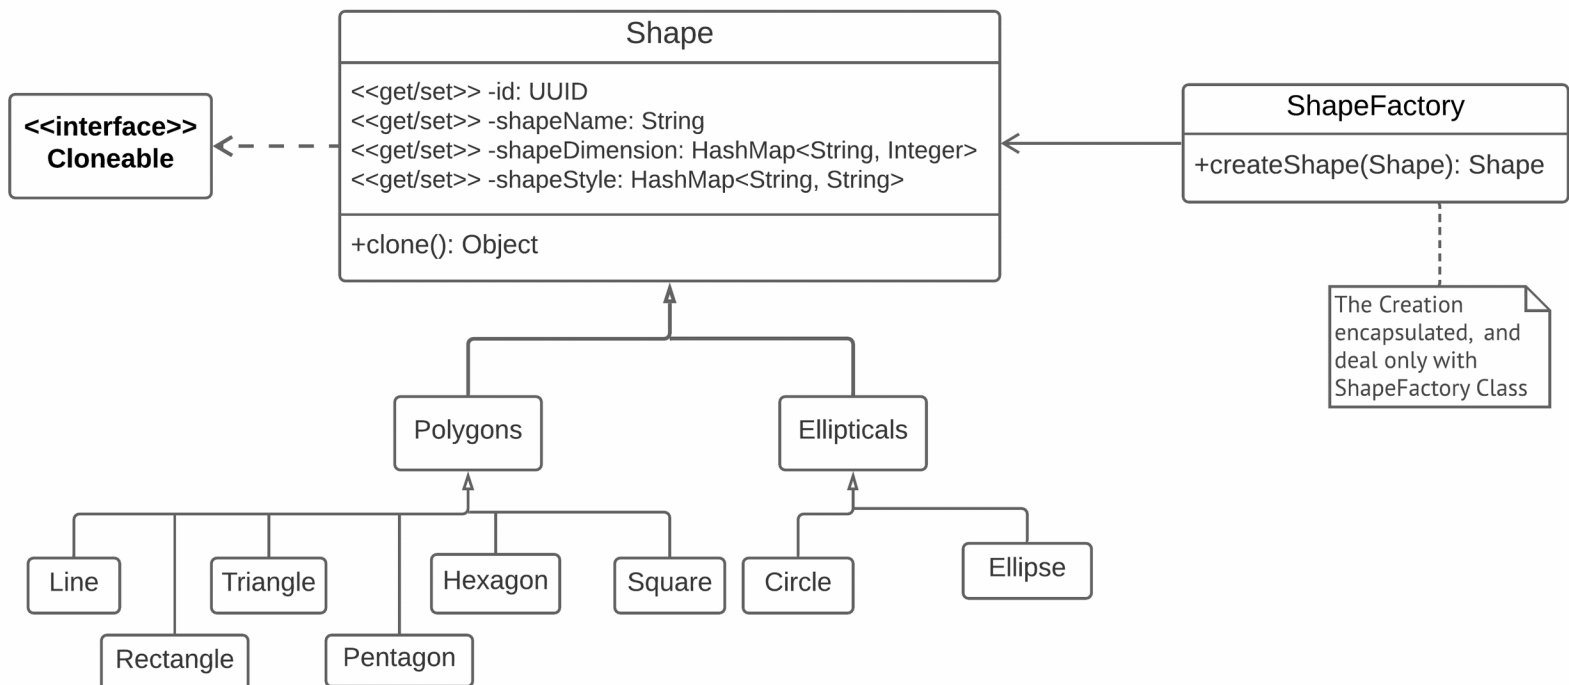 Shape
<<get/set>> -id: UUID
<<get/set>> -shapeName: String
<<get/set>> -shapeDimension: HashMap<String, Integer>
<<get/set>> -shapeStyle: HashMap<String, String>
+clone(): Object
<<interface>>
Cloneable
ShapeFactory
+createShape(Shape): Shape
The Creation
encapsulated, and
deal only with
ShapeFactory Class
Polygons
Ellipticals
Line
Triangle
Hexagon
Square
Circle
Ellipse
Rectangle
Pentagon